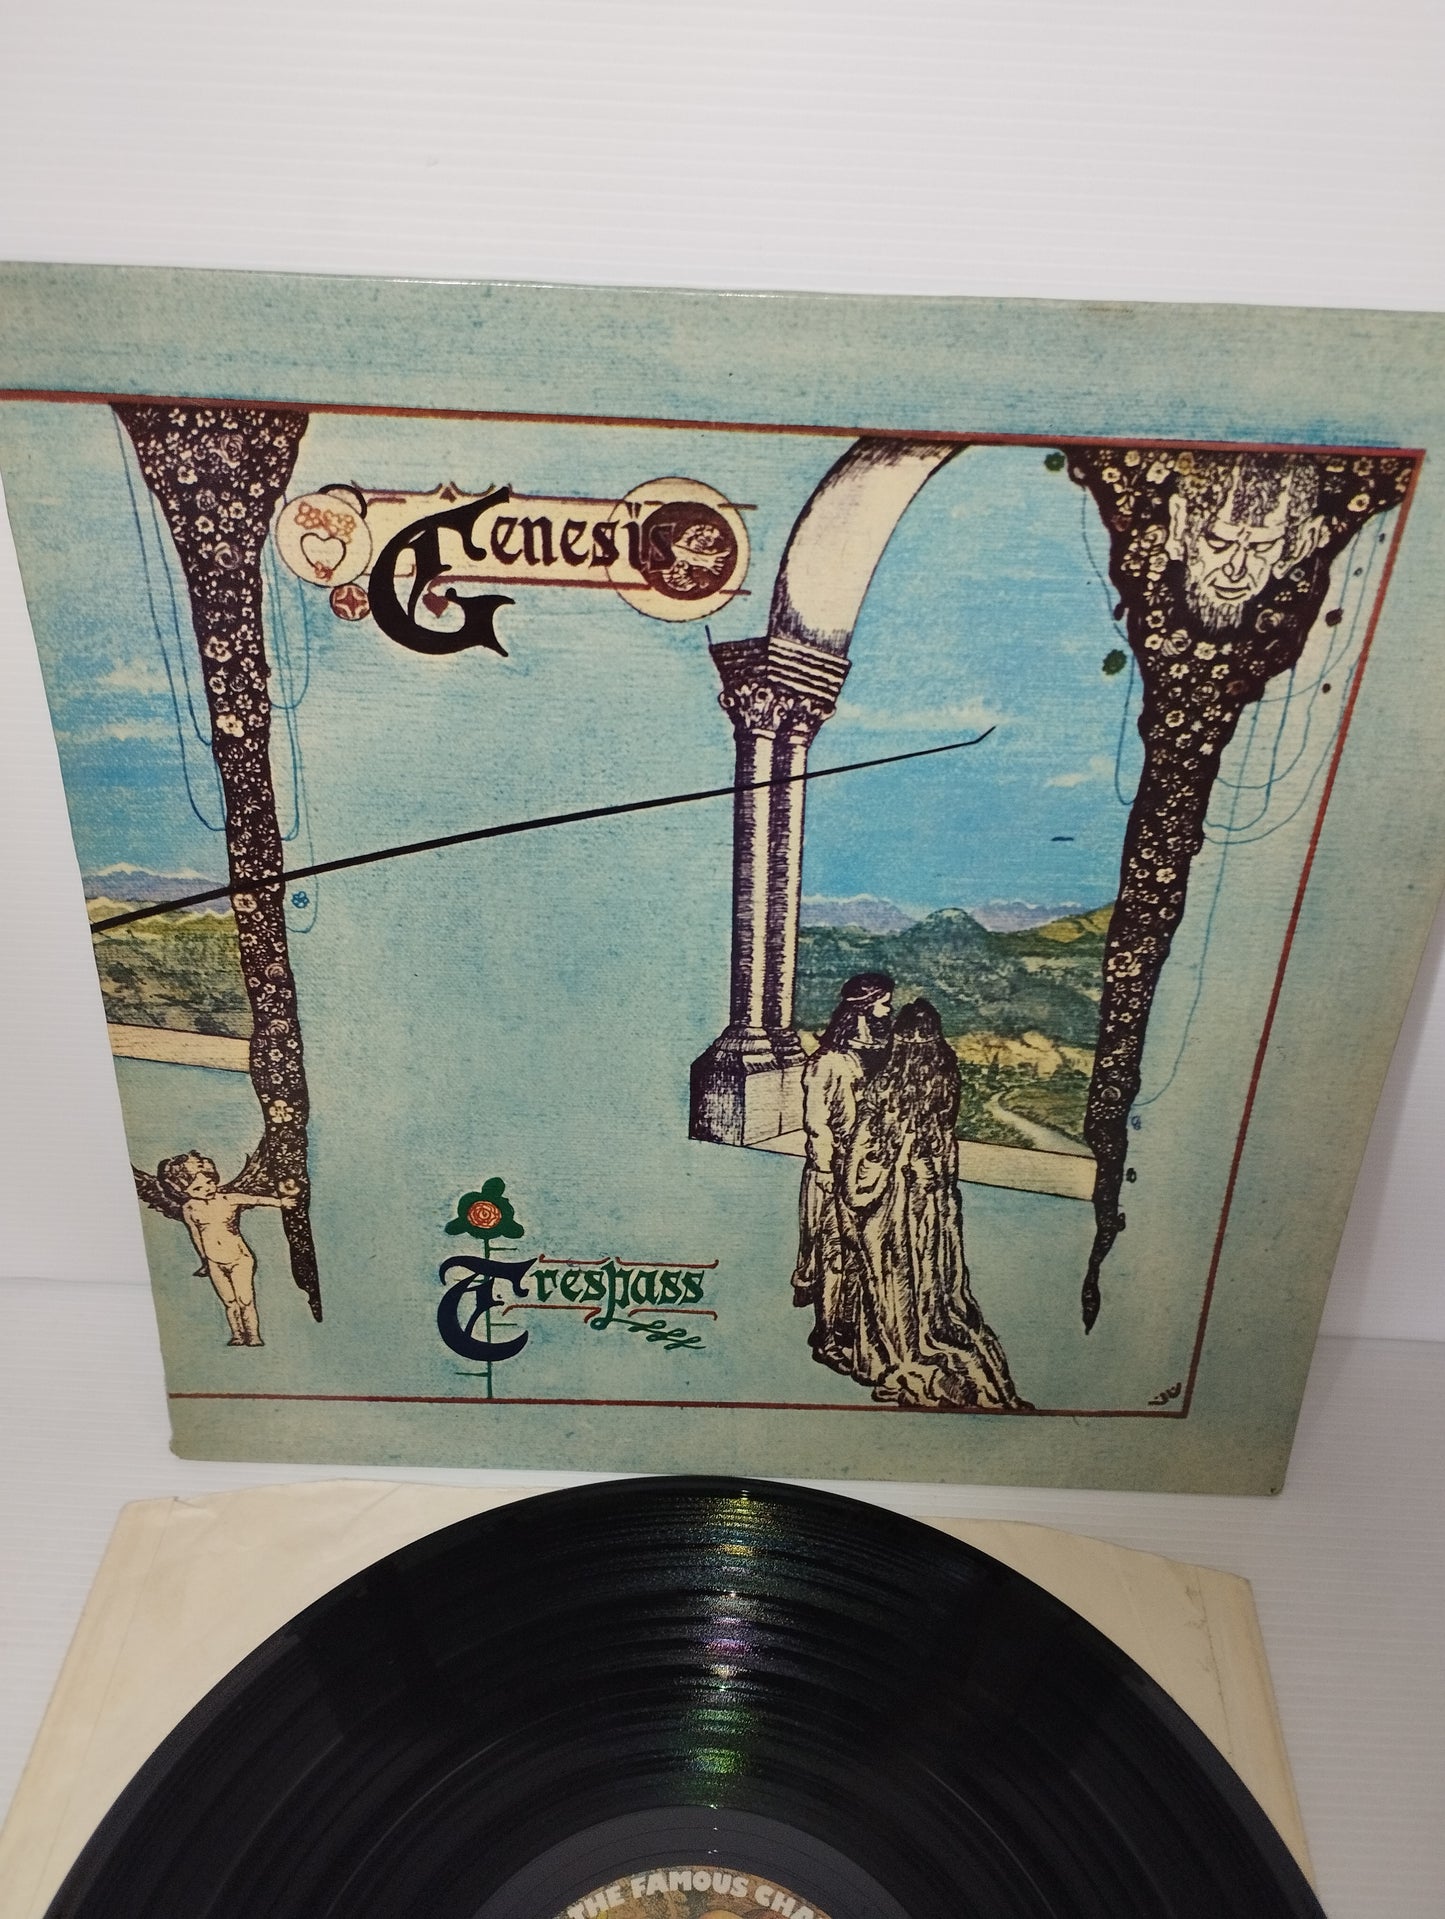 Genesis
Trespass
THE FAMOUS CHA